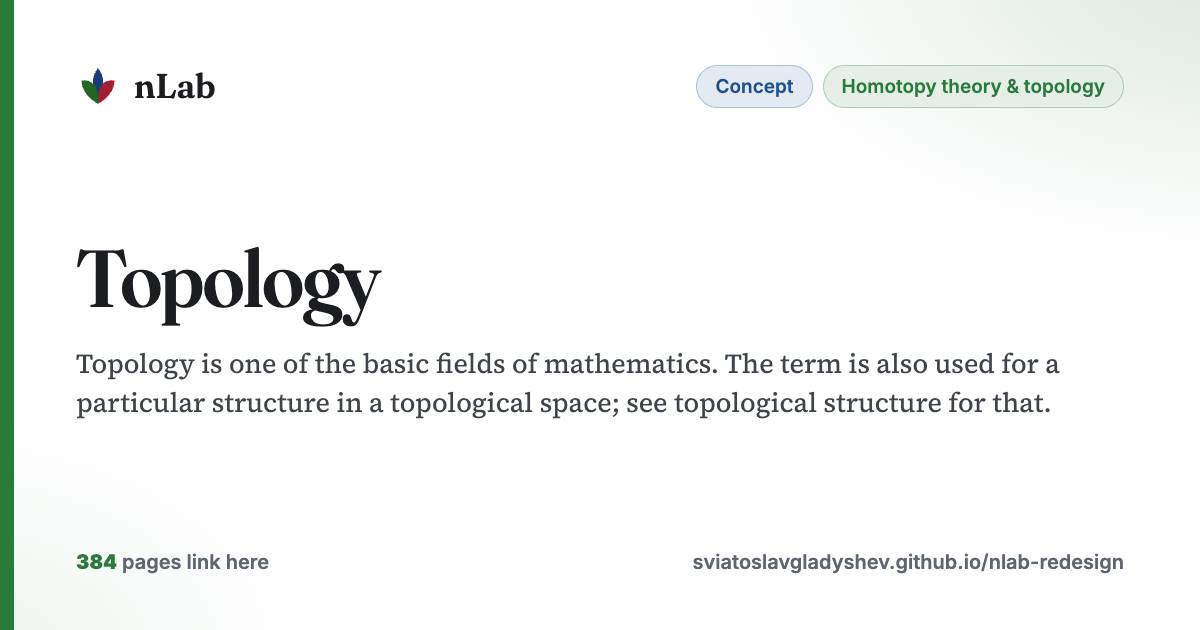 nLab
Concept
Homotopy theory & topology
Topology
Topology is one of the basic fields of mathematics. The term is also used for a
particular structure in a topological space; see topological structure for that.
384 pages link here
sviatoslavgladyshev.github.io/nlab-redesign